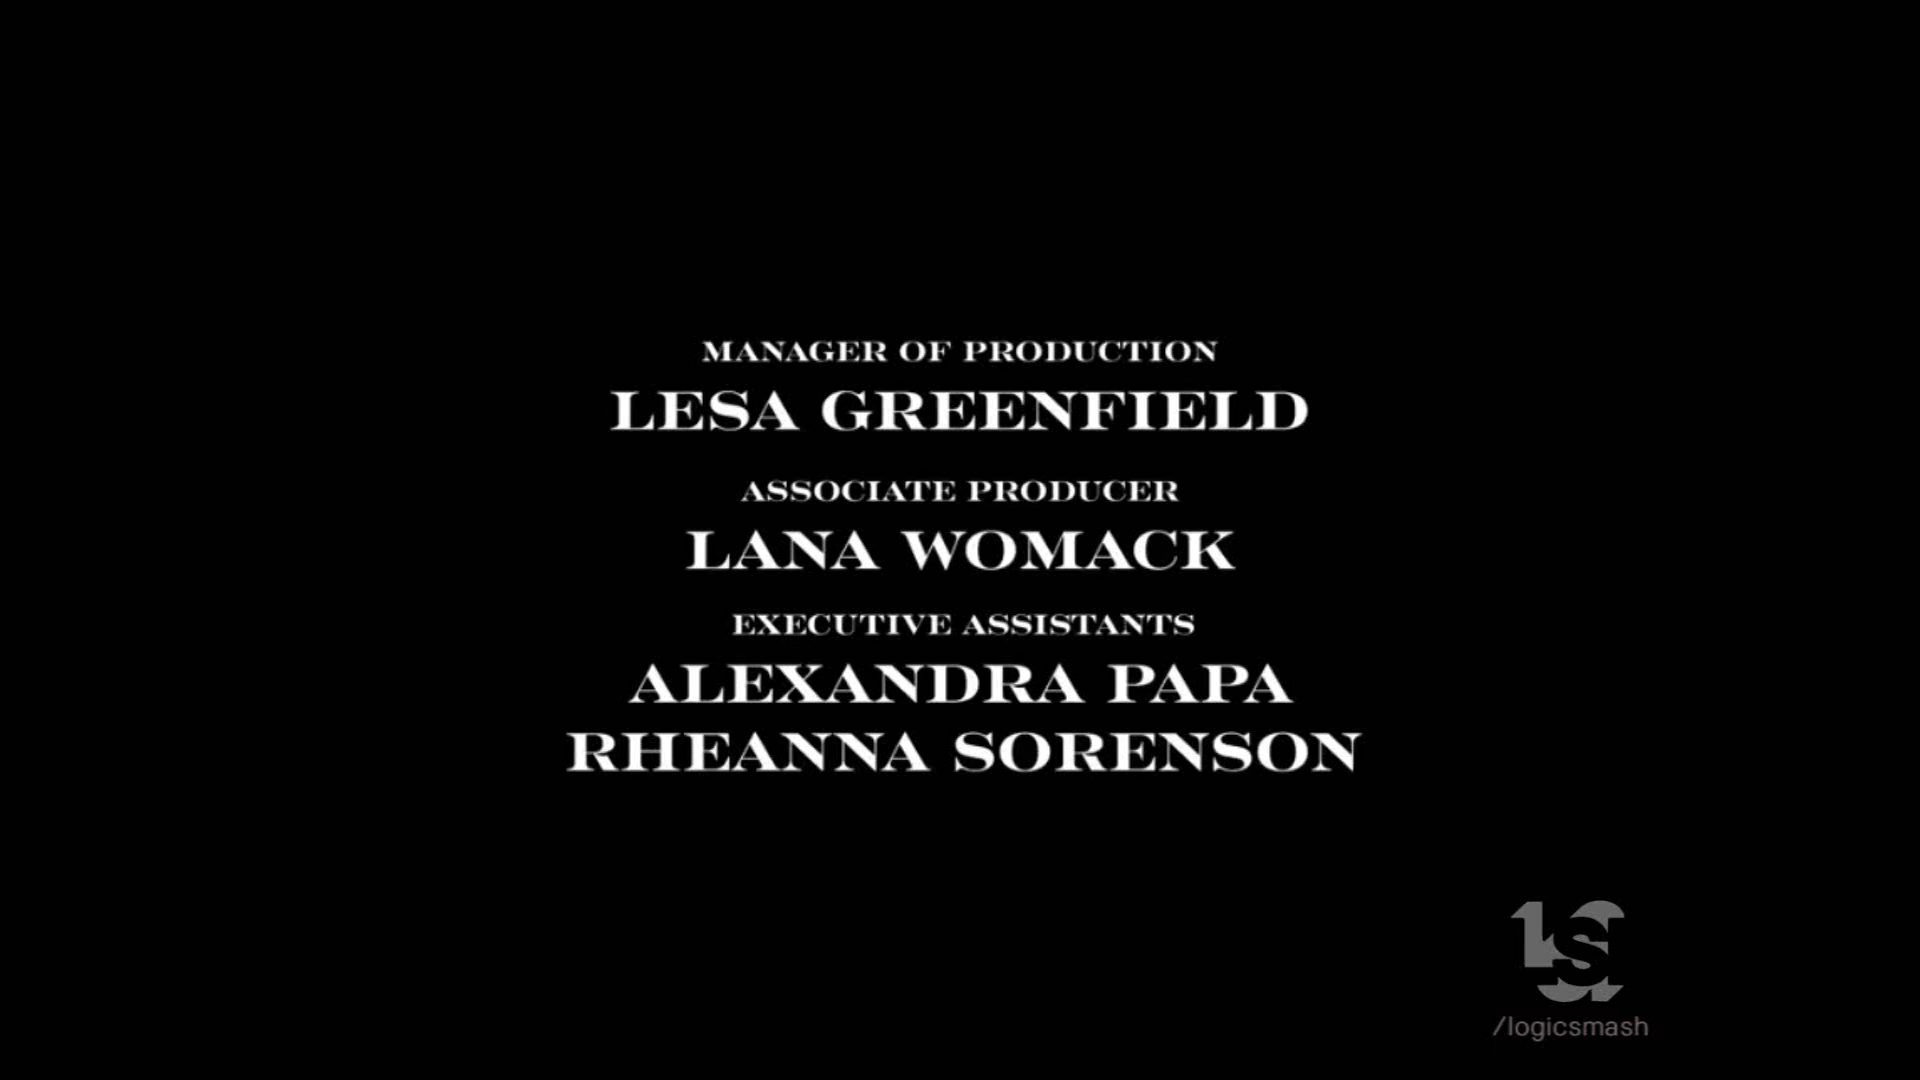 MANAGER OF PRODUCTION
LESA GREENFIELD
ASSOCIATE PRODUCER
LANA WOMACK
EXECUTIVE ASSISTANTS
ALEXANDRA PAPA
RHEANNA SORENSON
/logicsmash